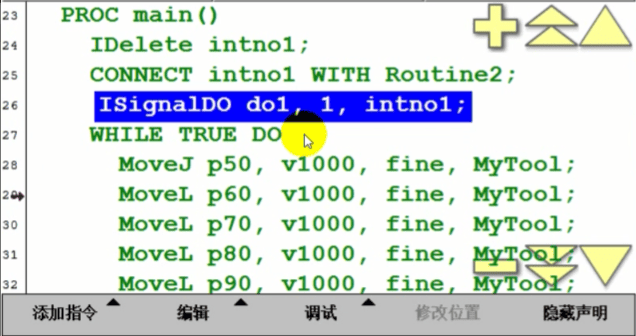 23 PROC main()
24 IDelete intno1;
25 CONNECT intno1 WITH Routine2;
26 ISignalDO do1, 1, intno1;
27 WHILE TRUE DO
28 MoveJ p50, v1000, fine, MyTool;
29 MoveL p60, v1000, fine, MyTool;
30 MoveL p70, v1000, fine, MyTool;
31 MoveL p80, v1000, fine, MyTool;
32 MoveL p90, v1000, fine, MyTool;
添加指令 编辑 调试 修改位置 隐藏声明